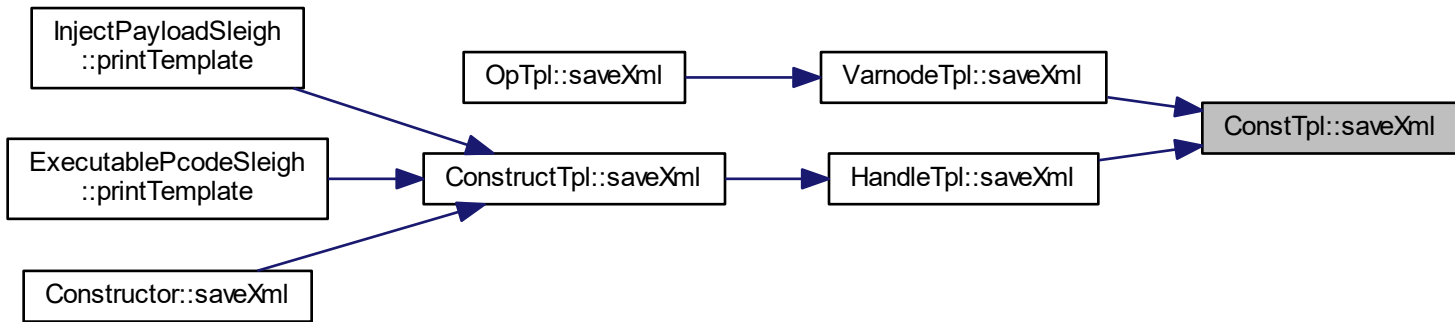 InjectPayloadSleigh
::printTemplate
OpTpl::saveXml
VarnodeTpl::saveXml
ConstTpl::saveXml
ExecutablePcodeSleigh
::printTemplate
ConstructTpl::saveXml
HandleTpl::saveXml
Constructor::saveXml